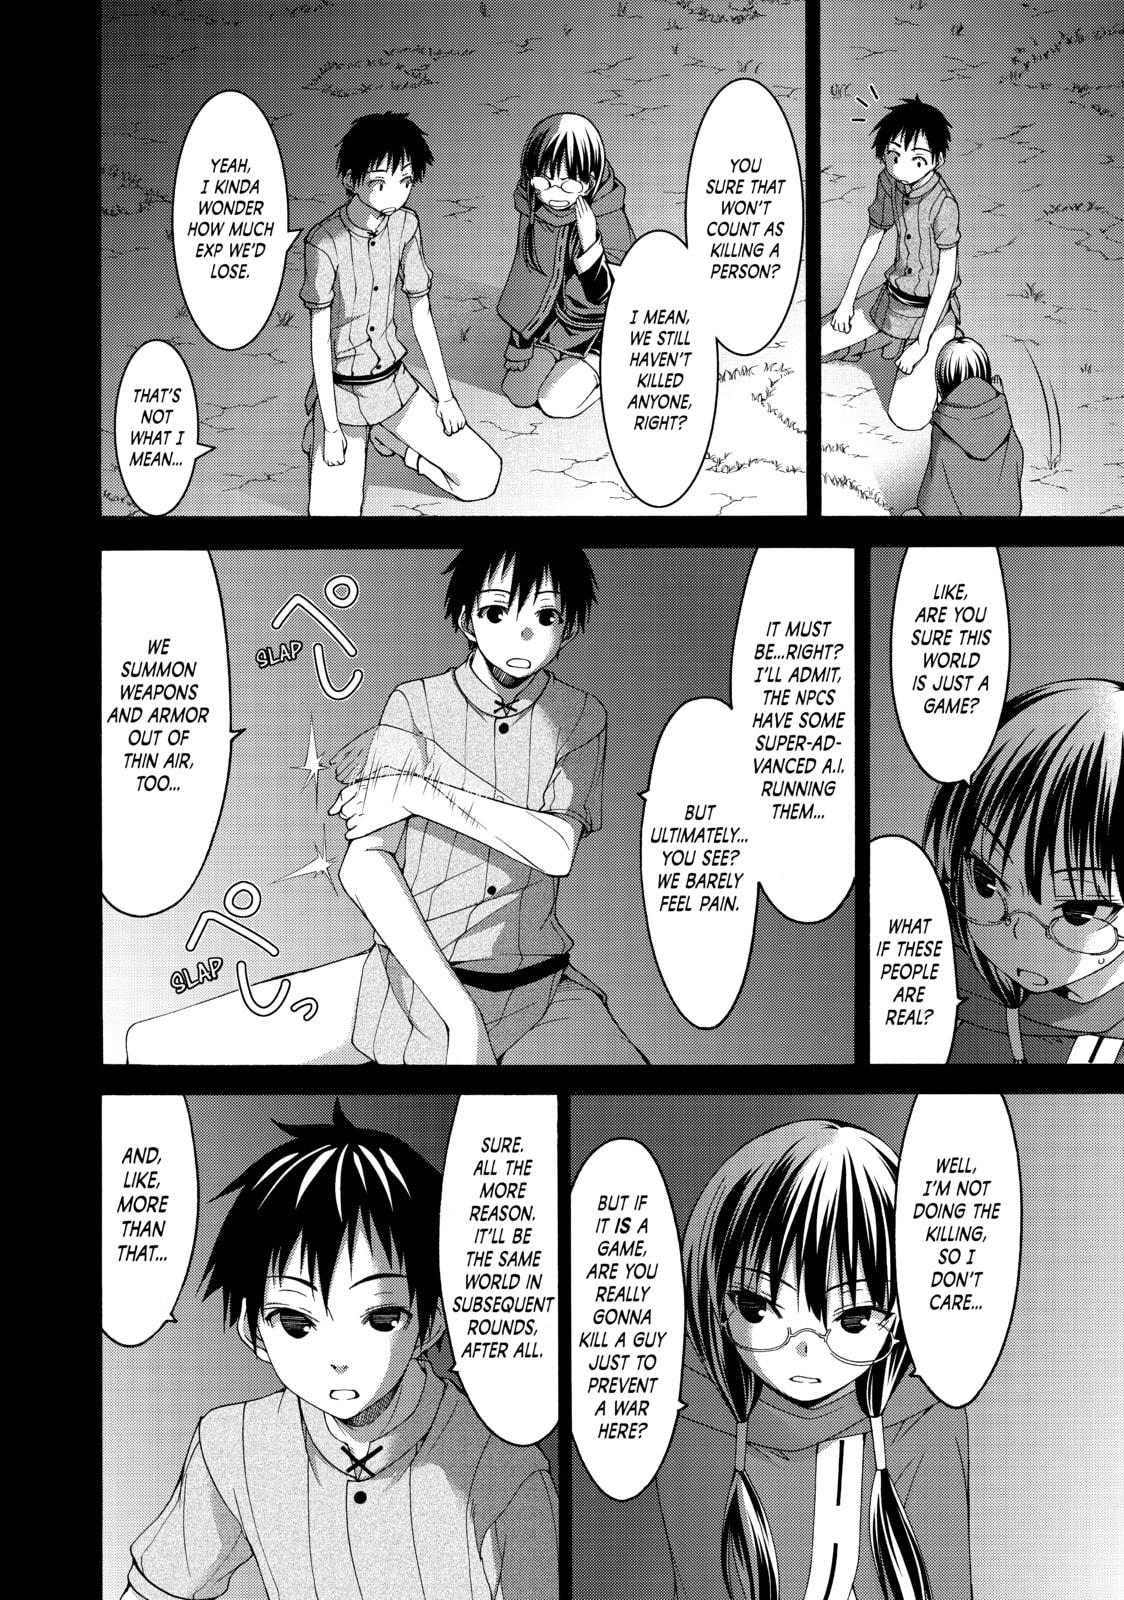 YOU
SURE THAT
WON'T
COUNT AS
KILLING A
PERSON?
I MEAN,
WE STILL
HAVEN'T
KILLED
ANYONE,
RIGHT?
YEAH,
I KINDA
WONDER
HOW MUCH
EXP WE'D
LOSE.
THAT'S
NOT
WHAT I
MEAN...
LIKE,
ARE YOU
SURE THIS
WORLD
IS JUST A
GAME?
WHAT
IF THESE
PEOPLE
ARE
REAL?
IT MUST
BE...RIGHT?
I'LL ADMIT,
THE NPCS
HAVE SOME
SUPER-AD-
VANCED A.I.
RUNNING
THEM...
BUT
ULTIMATELY...
YOU SEE?
WE BARELY
FEEL PAIN.
ペし
SLAP
ペしっ
SLAP
WE
SUMMON
WEAPONS
AND ARMOR
OUT OF
THIN AIR,
TOO...
WELL,
I'M NOT
DOING THE
KILLING,
SO I
DON'T
CARE...
BUT IF
IT IS A
GAME,
ARE YOU
REALLY
GONNA
KILL A GUY
JUST TO
PREVENT
A WAR
HERE?
SURE.
ALL THE
MORE
REASON.
IT'LL BE
THE SAME
WORLD IN
SUBSEQUENT
ROUNDS,
AFTER ALL.
AND,
LIKE,
MORE
THAN
THAT...